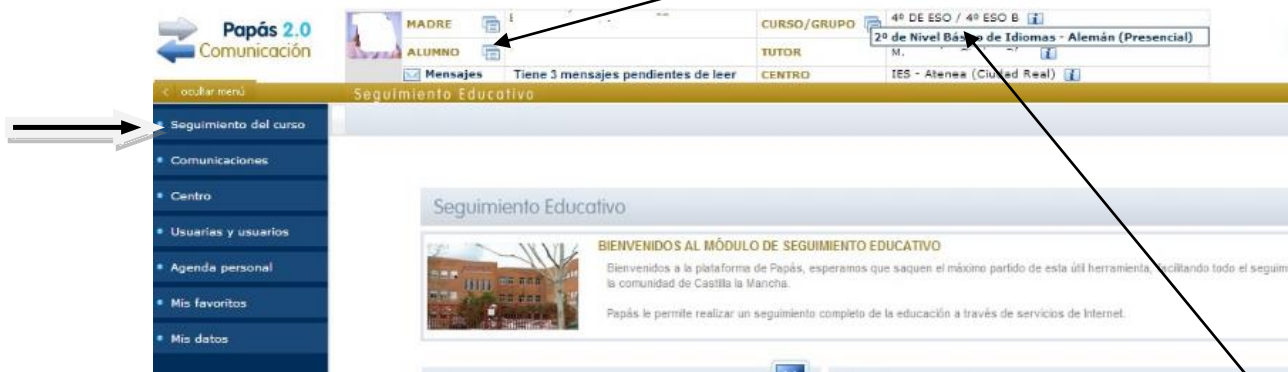 Papás 2.0
Comunicación
MADRE
CURSO/GRUPO 4º DE ESO / 4º ESO B
2º de Nivel Básico de Idiomas - Alemán (Presencial)
ALUMNO
TUTOR M.
Mensajes Tiene 3 mensajes pendientes de leer CENTRO IES - Atenea (Ciudad Real)
< ocultar menú Seguimiento Educativo
Seguimiento del curso
Comunicaciones
Centro
Usuarias y usuarios
Agenda personal
Mis favoritos
Mis datos
Seguimiento Educativo
BIENVENIDOS AL MÓDULO DE SEGUIMIENTO EDUCATIVO
Bienvenidos a la plataforma de Papás, esperamos que saquen el máximo partido de esta útil herramienta, facilitando todo el seguim
la comunidad de Castilla la Mancha.
Papás le permite realizar un seguimiento completo de la educación a través de servicios de Internet.